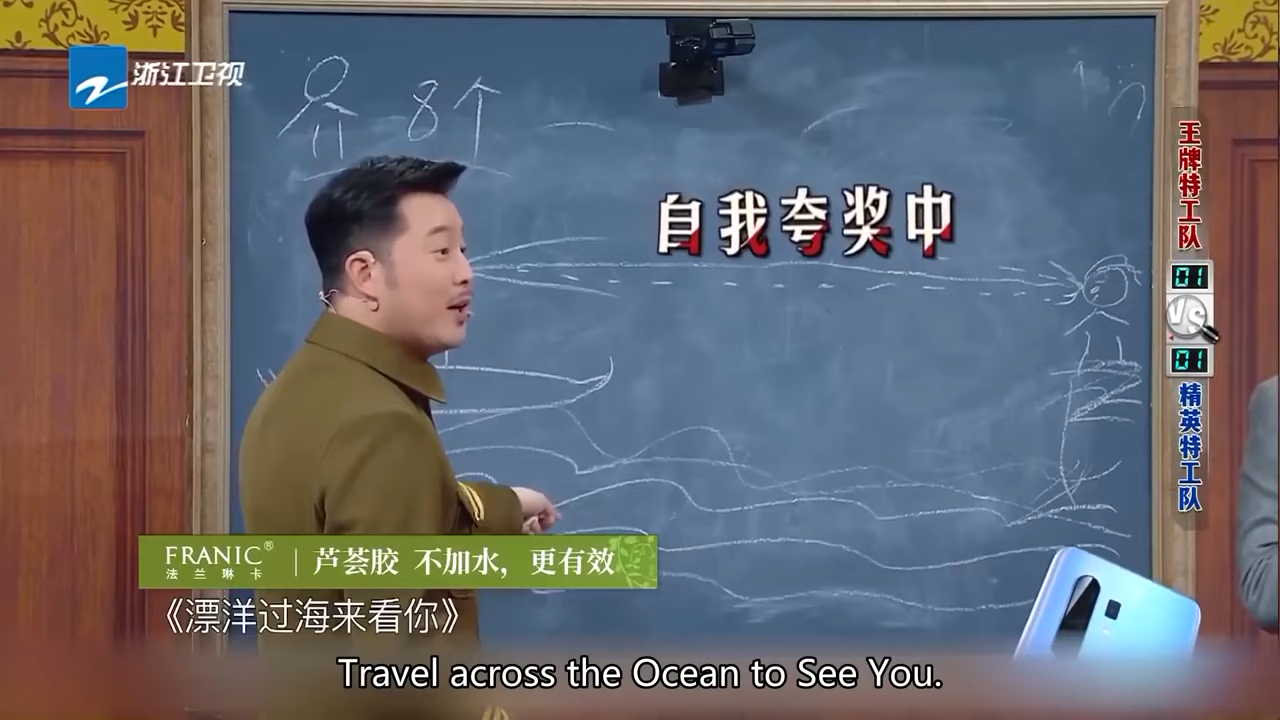 浙江卫视
8个
自我夸奖中
王牌特工队
01
VS
01
精英特工队
FRANIC®
法兰琳卡
芦荟胶 不加水，更有效
《漂洋过海来看你》
Travel across the Ocean to See You.